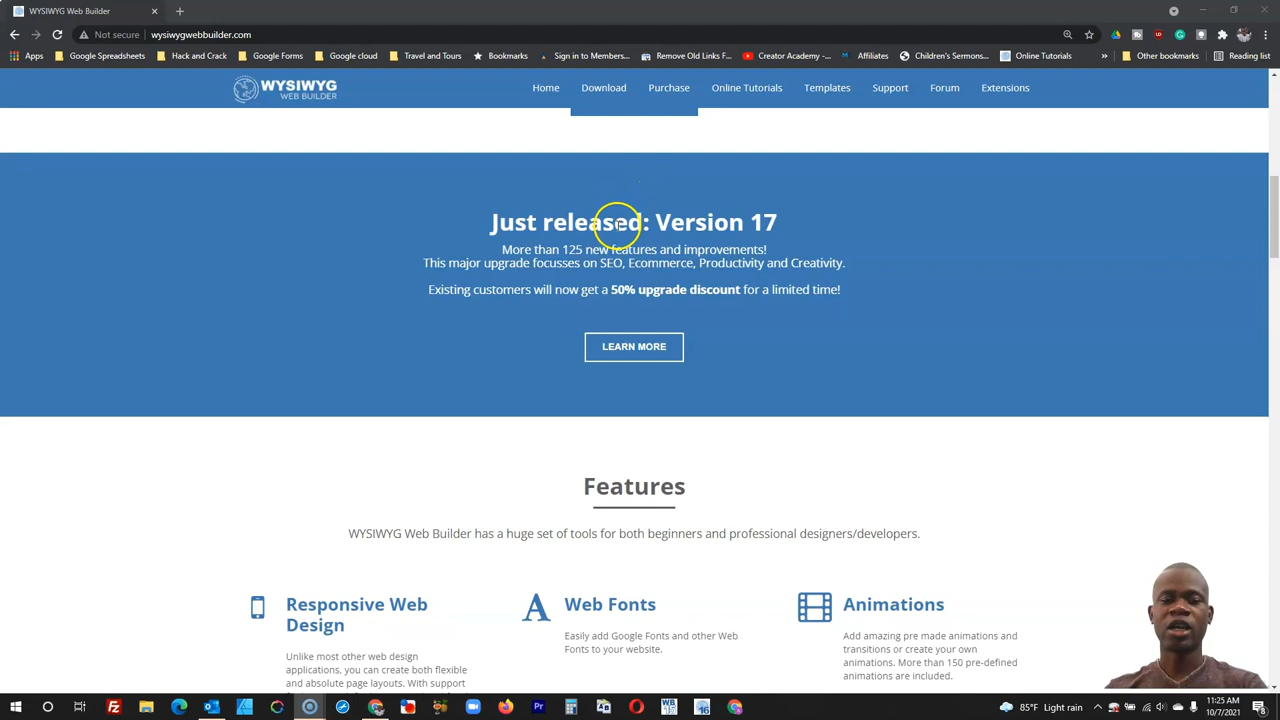 WYSIWYG Web Builder
Not secure
wysiwygwebbuilder.com
Apps
Google Spreadsheets
Hack and Crack
Google Forms
Google cloud
Travel and Tours
Bookmarks
Sign in to Members...
Remove Old Links F...
Creator Academy -...
Affiliates
Children's Sermons...
Online Tutorials
»
Other bookmarks
Reading list
WYSIWYG
WEB BUILDER
Home
Download
Purchase
Online Tutorials
Templates
Support
Forum
Extensions
Just released: Version 17
More than 125 new features and improvements!
This major upgrade focusses on SEO, Ecommerce, Productivity and Creativity.
Existing customers will now get a 50% upgrade discount for a limited time!
LEARN MORE
Features
WYSIWYG Web Builder has a huge set of tools for both beginners and professional designers/developers.
Responsive Web
Design
Unlike most other web design
applications, you can create both flexible
and absolute page layouts. With support
Web Fonts
Easily add Google Fonts and other Web
Fonts to your website.
Animations
Add amazing pre made animations and
transitions or create your own
animations. More than 150 pre-defined
animations are included.
85°F Light rain
11:25 AM
10/7/2021